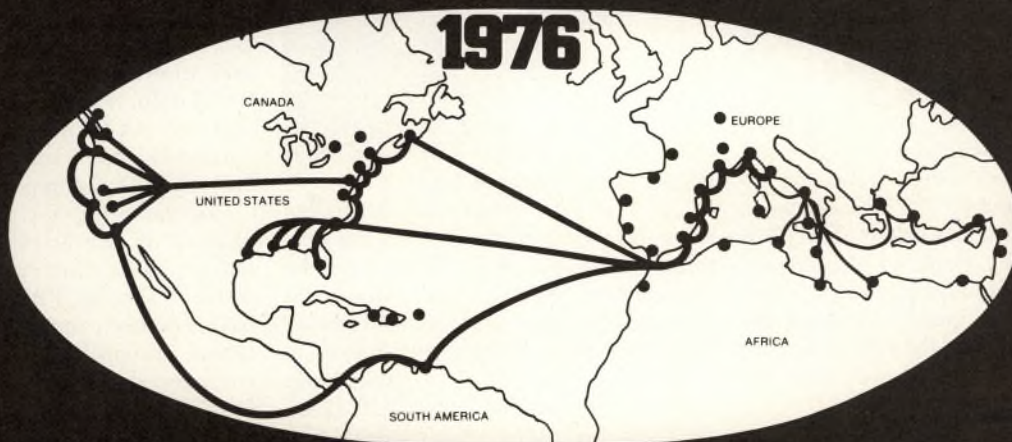 1976
CANADA
EUROPE
UNITED STATES
AFRICA
SOUTH AMERICA